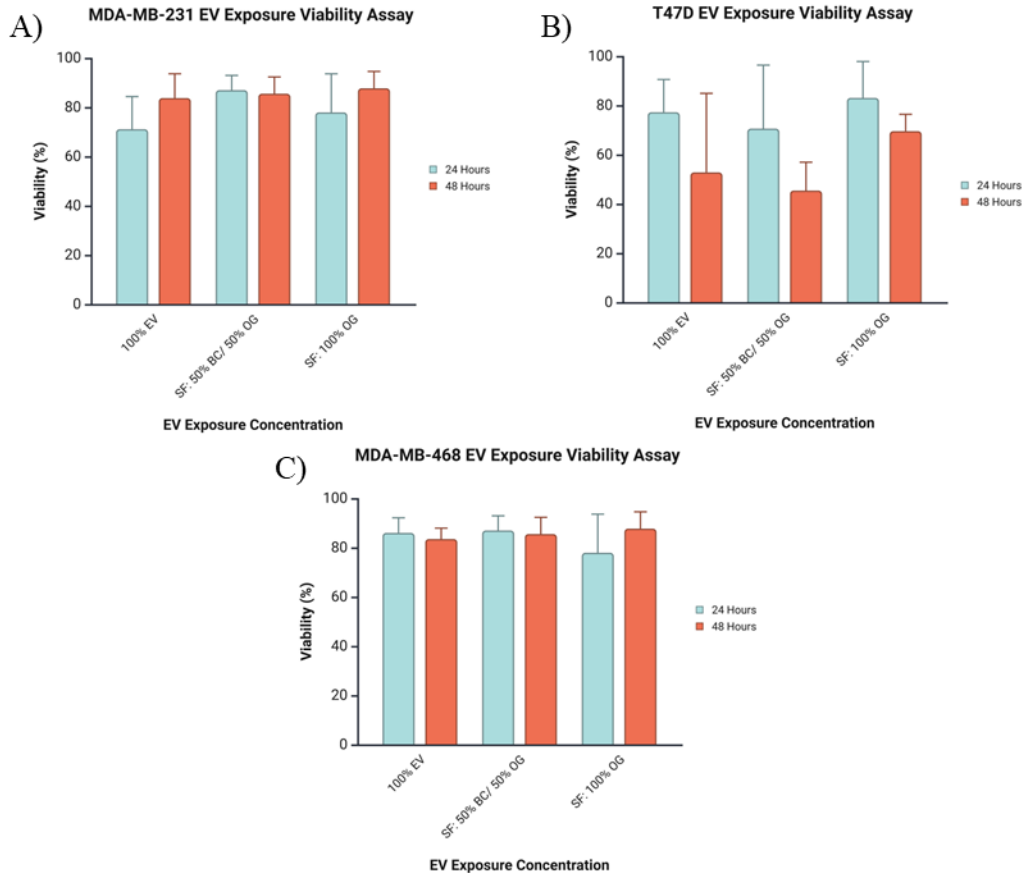 A)
MDA-MB-231 EV Exposure Viability Assay
100
80
60
40
20
0
Viability (%)
24 Hours
48 Hours
100% EV
SF: 50% BC/ 50% OG
SF: 100% OG
EV Exposure Concentration
B)
T47D EV Exposure Viability Assay
100
80
60
40
20
0
Viability (%)
24 Hours
48 Hours
100% EV
SF: 50% BC/ 50% OG
SF: 100% OG
EV Exposure Concentration
C)
MDA-MB-468 EV Exposure Viability Assay
100
80
60
40
20
0
Viability (%)
24 Hours
48 Hours
100% EV
SF: 50% BC/ 50% OG
SF: 100% OG
EV Exposure Concentration